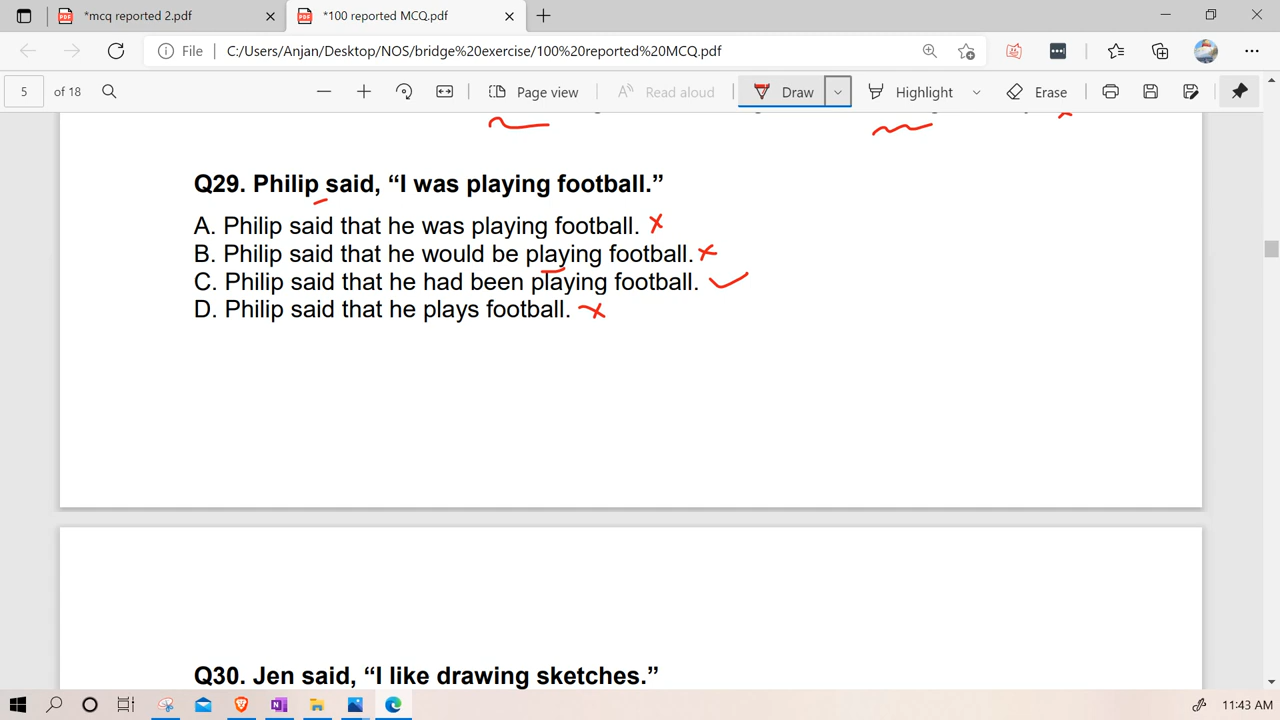 *mcq reported 2.pdf
*100 reported MCQ.pdf
File
C:/Users/Anjan/Desktop/NOS/bridge%20exercise/100%20reported%20MCQ.pdf
5 of 18
Page view
Read aloud
Draw
Highlight
Erase
Q29. Philip said, “I was playing football.”
A. Philip said that he was playing football.
B. Philip said that he would be playing football.
C. Philip said that he had been playing football.
D. Philip said that he plays football.
Q30. Jen said, “I like drawing sketches.”
11:43 AM